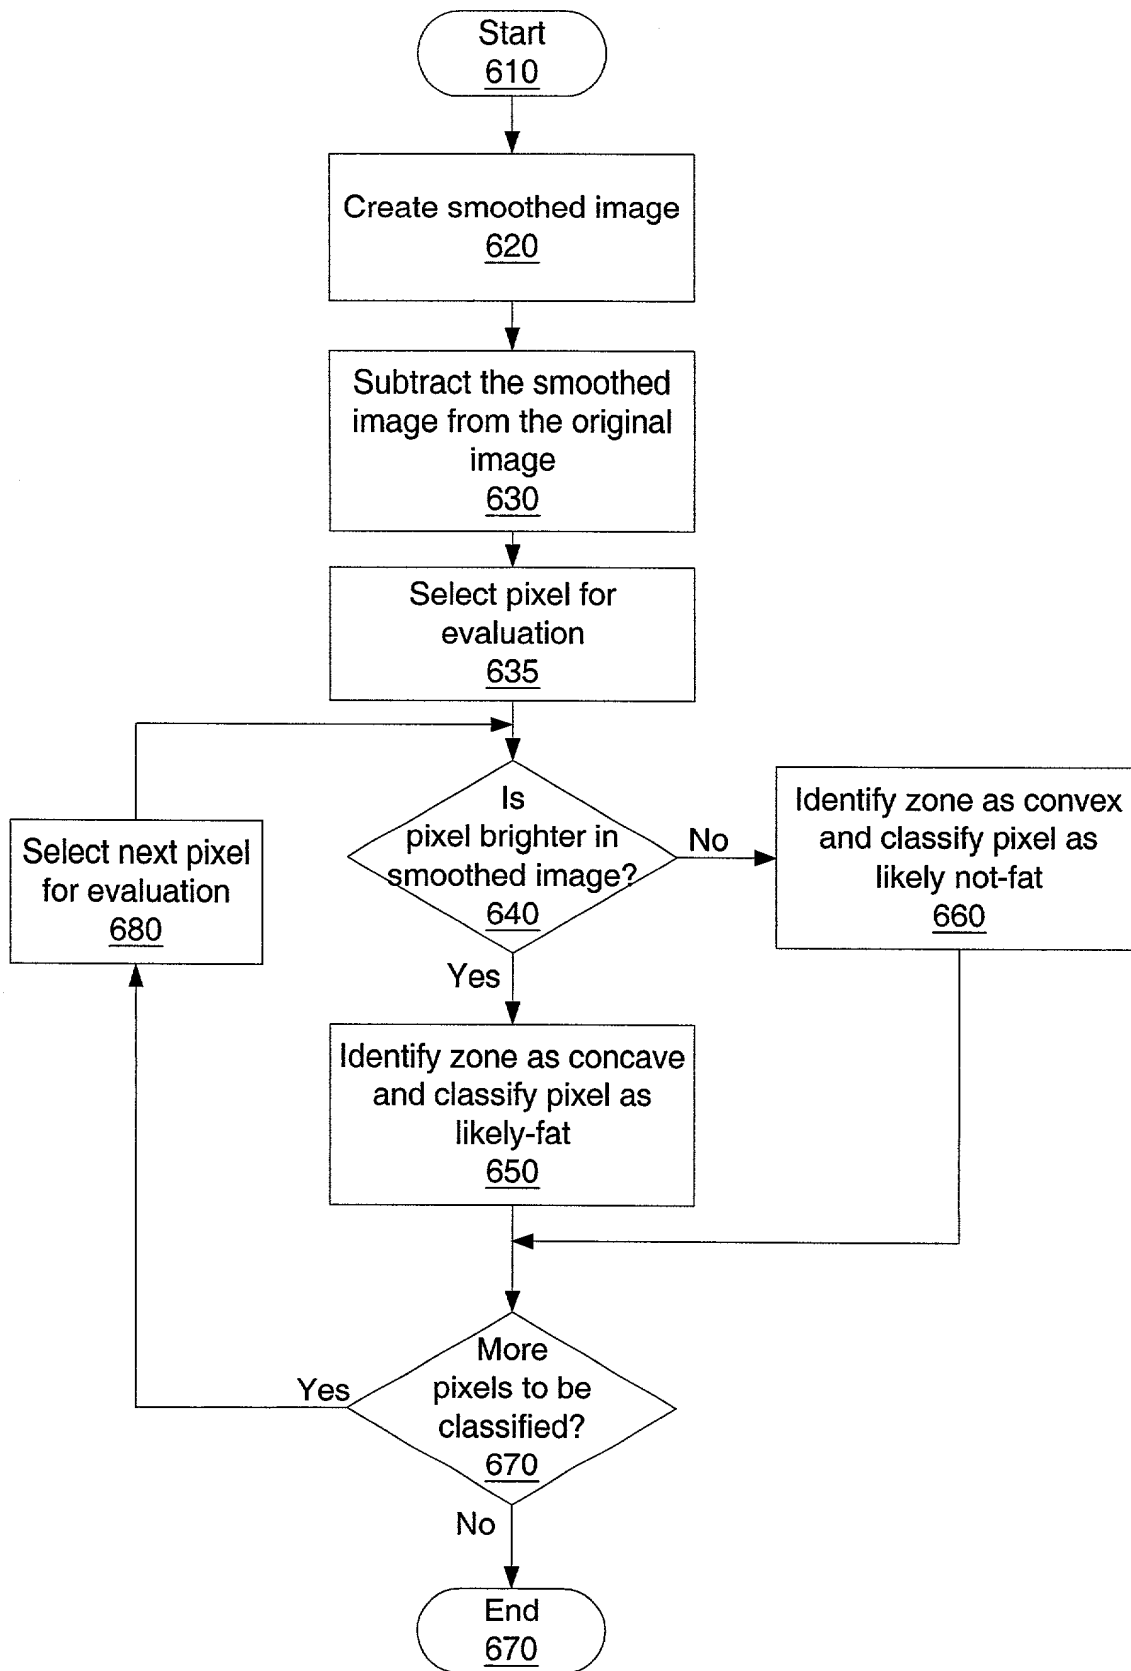 Start
610
Create smoothed image
620
Subtract the smoothed
image from the original
image
630
Select pixel for
evaluation
635
Is
pixel brighter in
smoothed image?
640
No
Identify zone as convex
and classify pixel as
likely not-fat
660
Select next pixel
for evaluation
680
Yes
Identify zone as concave
and classify pixel as
likely-fat
650
More
pixels to be
classified?
670
Yes
No
End
670